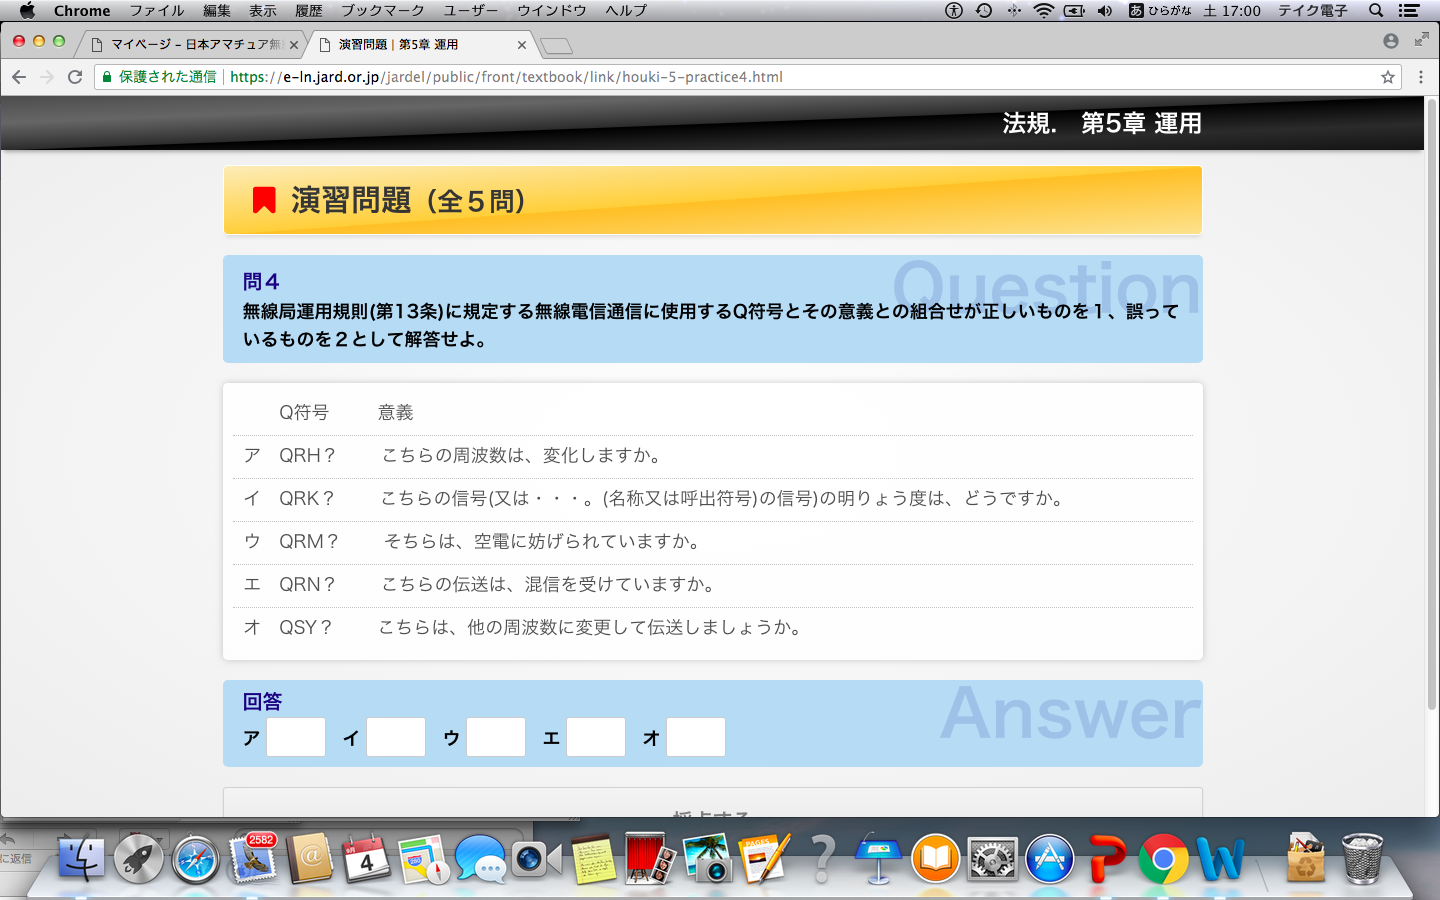 Chrome ファイル 編集 表示 履歴 ブックマーク ユーザー ウインドウ ヘルプ あ ひらがな 土 17:00 テイク電子
マイページ - 日本アマチュア無
演習問題 | 第5章 運用
保護された通信 https://e-ln.jard.or.jp/jardel/public/front/textbook/link/houki-5-practice4.html
法規. 第5章 運用
演習問題（全５問）
Question
問４
無線局運用規則(第13条)に規定する無線電信通信に使用するQ符号とその意義との組合せが正しいものを１、誤って
いるものを２として解答せよ。
Q符号 意義
ア QRH？ こちらの周波数は、変化しますか。
イ QRK？ こちらの信号(又は・・・。(名称又は呼出符号)の信号)の明りょう度は、どうですか。
ウ QRM？ そちらは、空電に妨げられていますか。
エ QRN？ こちらの伝送は、混信を受けていますか。
オ QSY？ こちらは、他の周波数に変更して伝送しましょうか。
Answer
回答
ア イ ウ エ オ
採点する
に返信
2582
4
PAGES